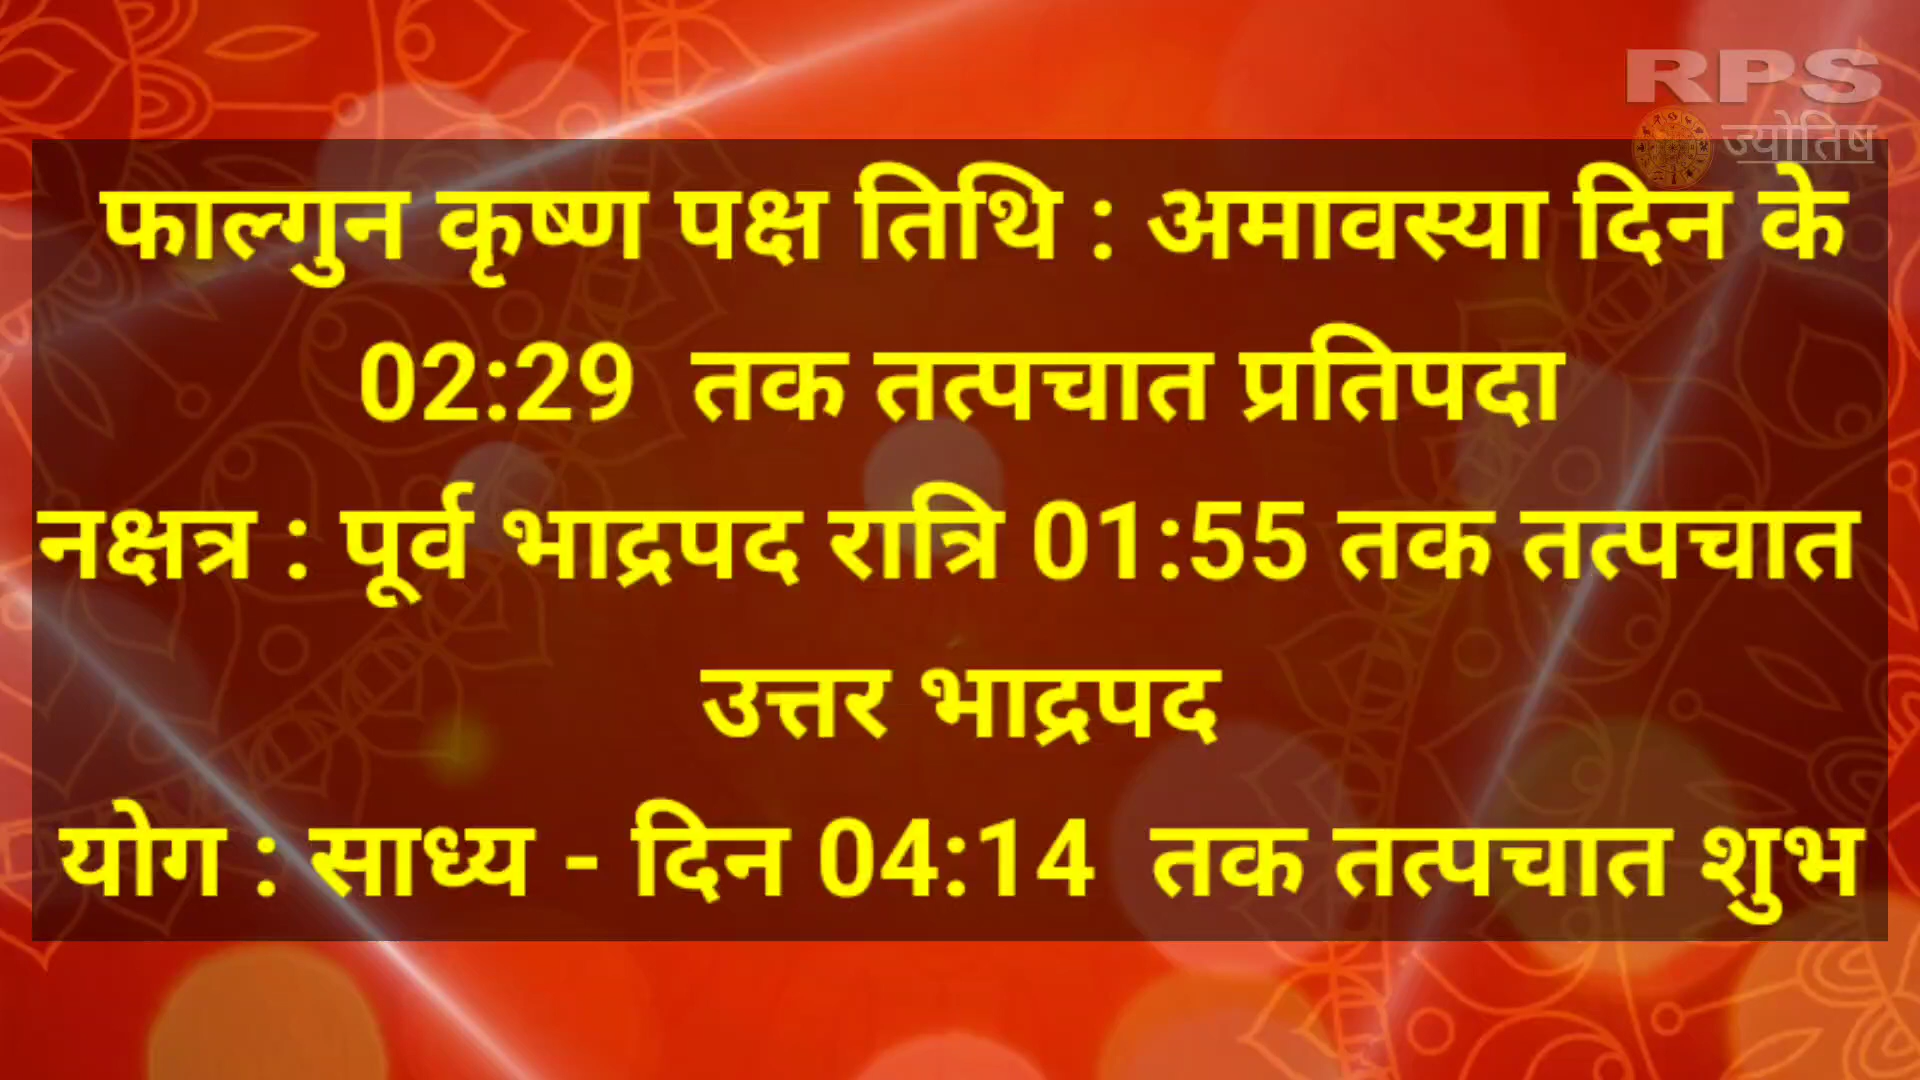 RPS
ज्योतिष
फाल्गुन कृष्ण पक्ष तिथि : अमावस्या दिन के
02:29 तक तत्पचात प्रतिपदा
नक्षत्र : पूर्व भाद्रपद रात्रि 01:55 तक तत्पचात
उत्तर भाद्रपद
योग : साध्य - दिन 04:14 तक तत्पचात शुभ